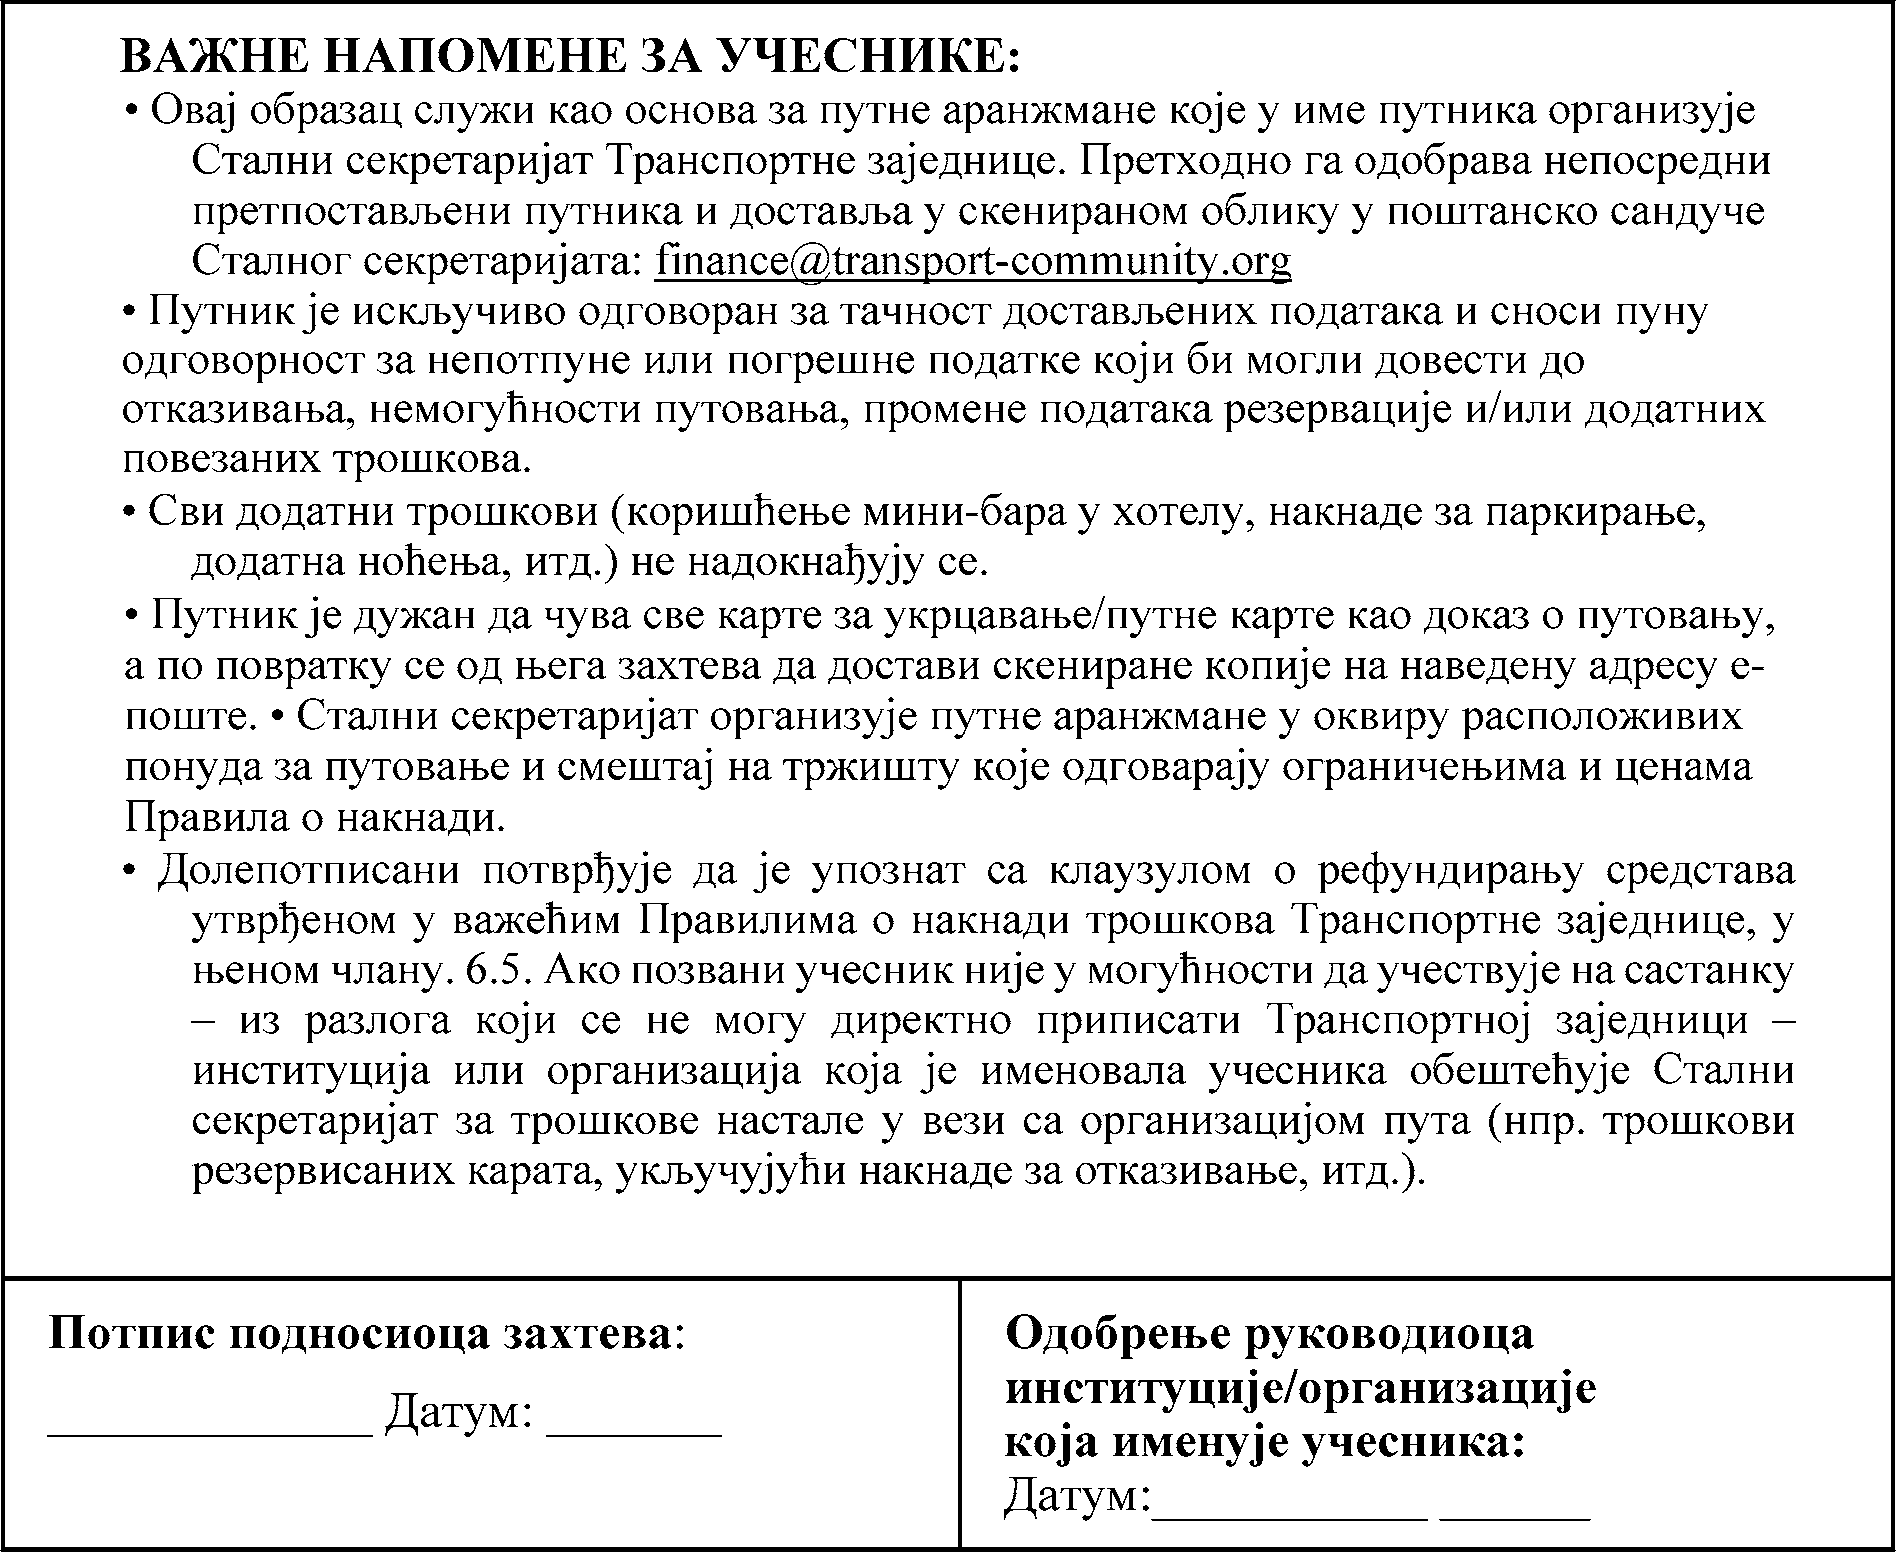 ВАЖНЕ НАПОМЕНЕ ЗА УЧЕСНИКЕ:
• Овај образац служи као основа за путне аранжмане које у име путника организује
Стални секретаријат Транспортне заједнице. Претходно га одобрава непосредни
претпостављени путника и доставља у скенираном облику у поштанско сандуче
Сталног секретаријата: finance@transport-community.org
• Путник је искључиво одговоран за тачност достављених података и сноси пуну
одговорност за непотпуне или погрешне податке који би могли довести до
отказивања, немогућности путовања, промене података резервације и/или додатних
повезаних трошкова.
• Сви додатни трошкови (коришћење мини-бара у хотелу, накнаде за паркирање,
додатна ноћења, итд.) не надокнађују се.
• Путник је дужан да чува све карте за укрцавање/путне карте као доказ о путовању,
а по повратку се од њега захтева да достави скениране копије на наведену адресу е-
поште. • Стални секретаријат организује путне аранжмане у оквиру расположивих
понуда за путовање и смештај на тржишту које одговарају ограничењима и ценама
Правила о накнади.
• Долепотписани потврђује да је упознат са клаузулом о рефундирању средстава
утврђеном у важећим Правилима о накнади трошкова Транспортне заједнице, у
њеном члану. 6.5. Ако позвани учесник није у могућности да учествује на састанку
– из разлога који се не могу директно приписати Транспортној заједници –
институција или организација која је именовала учесника обештећује Стални
секретаријат за трошкове настале у вези са организацијом пута (нпр. трошкови
резервисаних карата, укључујући накнаде за отказивање, итд.).
Потпис подносиоца захтева:
_____________ Датум: _______
Одобрење руководиоца
институције/организације
која именује учесника:
Датум:___________ ______